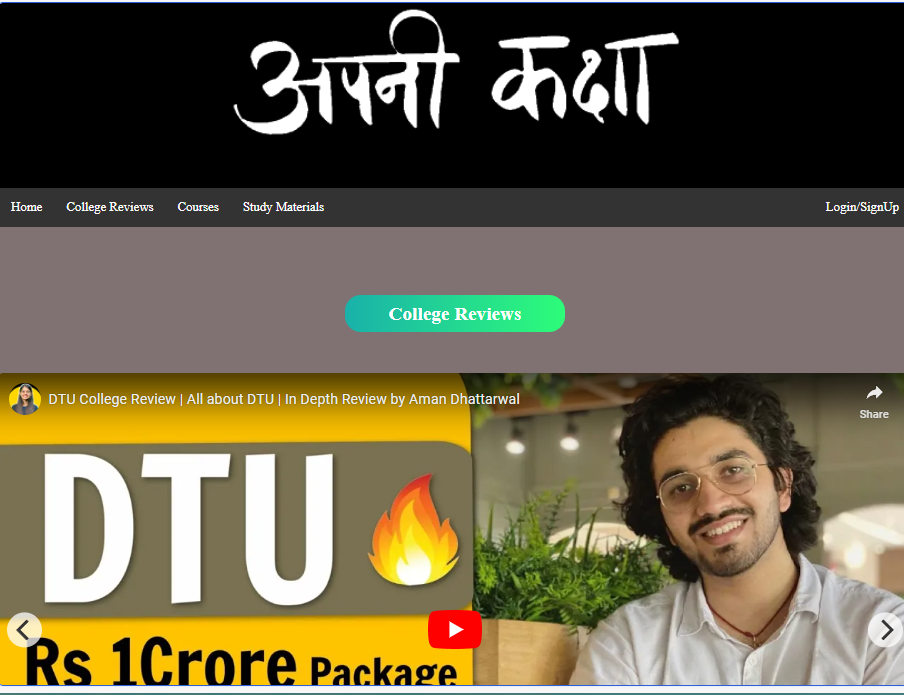 अपनी कक्षा
Home College Reviews Courses Study Materials Login/SignUp
College Reviews
DTU College Review | All about DTU | In Depth Review by Aman Dhattarwal
Share
DTU
Rs 1Crore Package